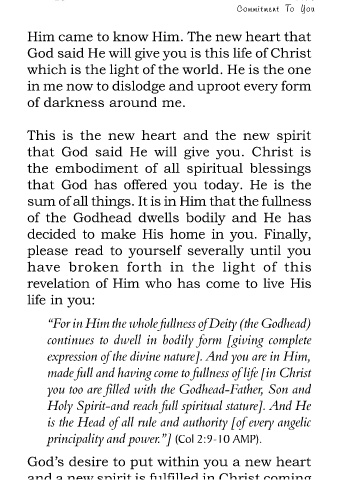 Commitment To You
Him came to know Him. The new heart that
God said He will give you is this life of Christ
which is the light of the world. He is the one
in me now to dislodge and uproot every form
of darkness around me.
This is the new heart and the new spirit
that God said He will give you. Christ is
the embodiment of all spiritual blessings
that God has offered you today. He is the
sum of all things. It is in Him that the fullness
of the Godhead dwells bodily and He has
decided to make His home in you. Finally,
please read to yourself severally until you
have broken forth in the light of this
revelation of Him who has come to live His
life in you:
“For in Him the whole fullness of Deity (the Godhead)
continues to dwell in bodily form [giving complete
expression of the divine nature]. And you are in Him,
made full and having come to fullness of life [in Christ
you too are filled with the Godhead-Father, Son and
Holy Spirit-and reach full spiritual stature]. And He
is the Head of all rule and authority [of every angelic
principality and power.”] (Col 2:9-10 AMP).
God’s desire to put within you a new heart
and a new spirit is fulfilled in Christ coming